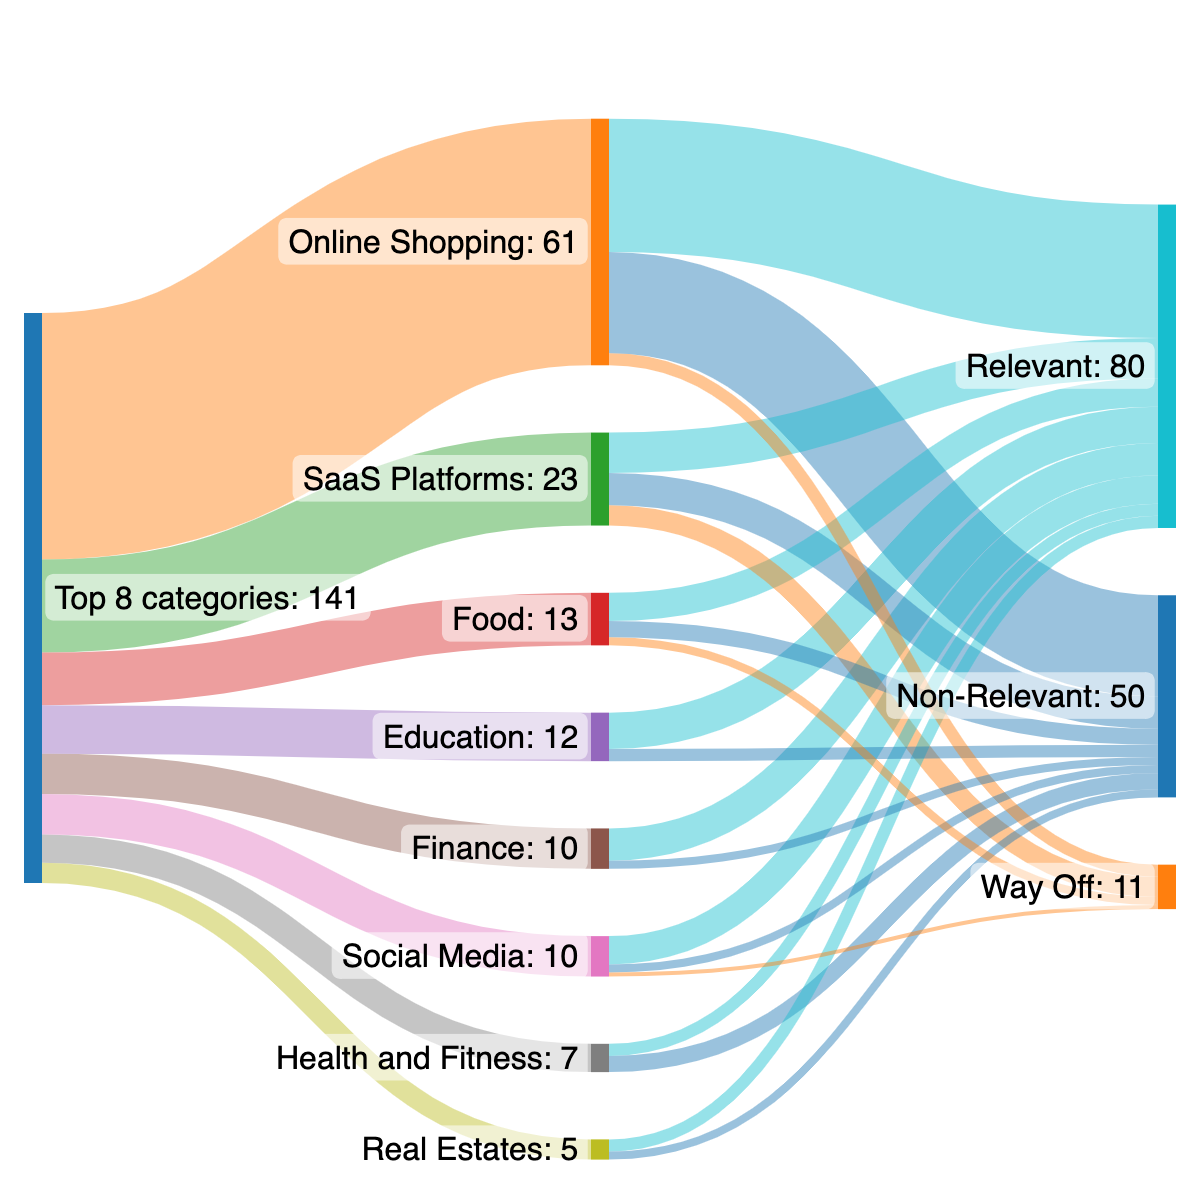 Online Shopping: 61
Relevant: 80
SaaS Platforms: 23
Top 8 categories: 141
Food: 13
Non-Relevant: 50
Education: 12
Finance: 10
Way Off: 11
Social Media: 10
Health and Fitness: 7
Real Estates: 5